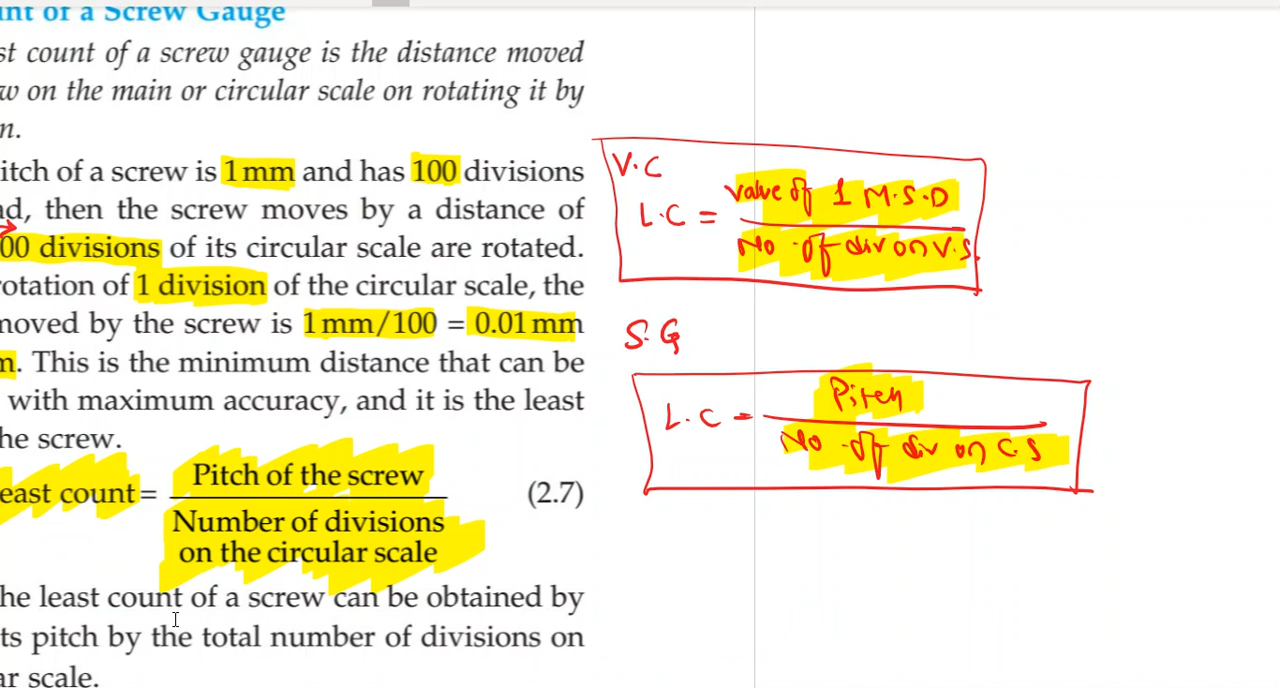 nt of a Screw Gauge
st count of a screw gauge is the distance moved
w on the main or circular scale on rotating it by
n.
itch of a screw is 1 mm and has 100 divisions
d, then the screw moves by a distance of
00 divisions of its circular scale are rotated.
otation of 1 division of the circular scale, the
moved by the screw is 1 mm/100 = 0.01 mm
m. This is the minimum distance that can be
with maximum accuracy, and it is the least
he screw.
east count = Pitch of the screw
Number of divisions
on the circular scale
(2.7)
he least count of a screw can be obtained by
ts pitch by the total number of divisions on
ar scale.
V.C
L.C = Value of 1 M.S.D
No of div on V.S.
S.G
L.C = Pitch
No of div on C.S